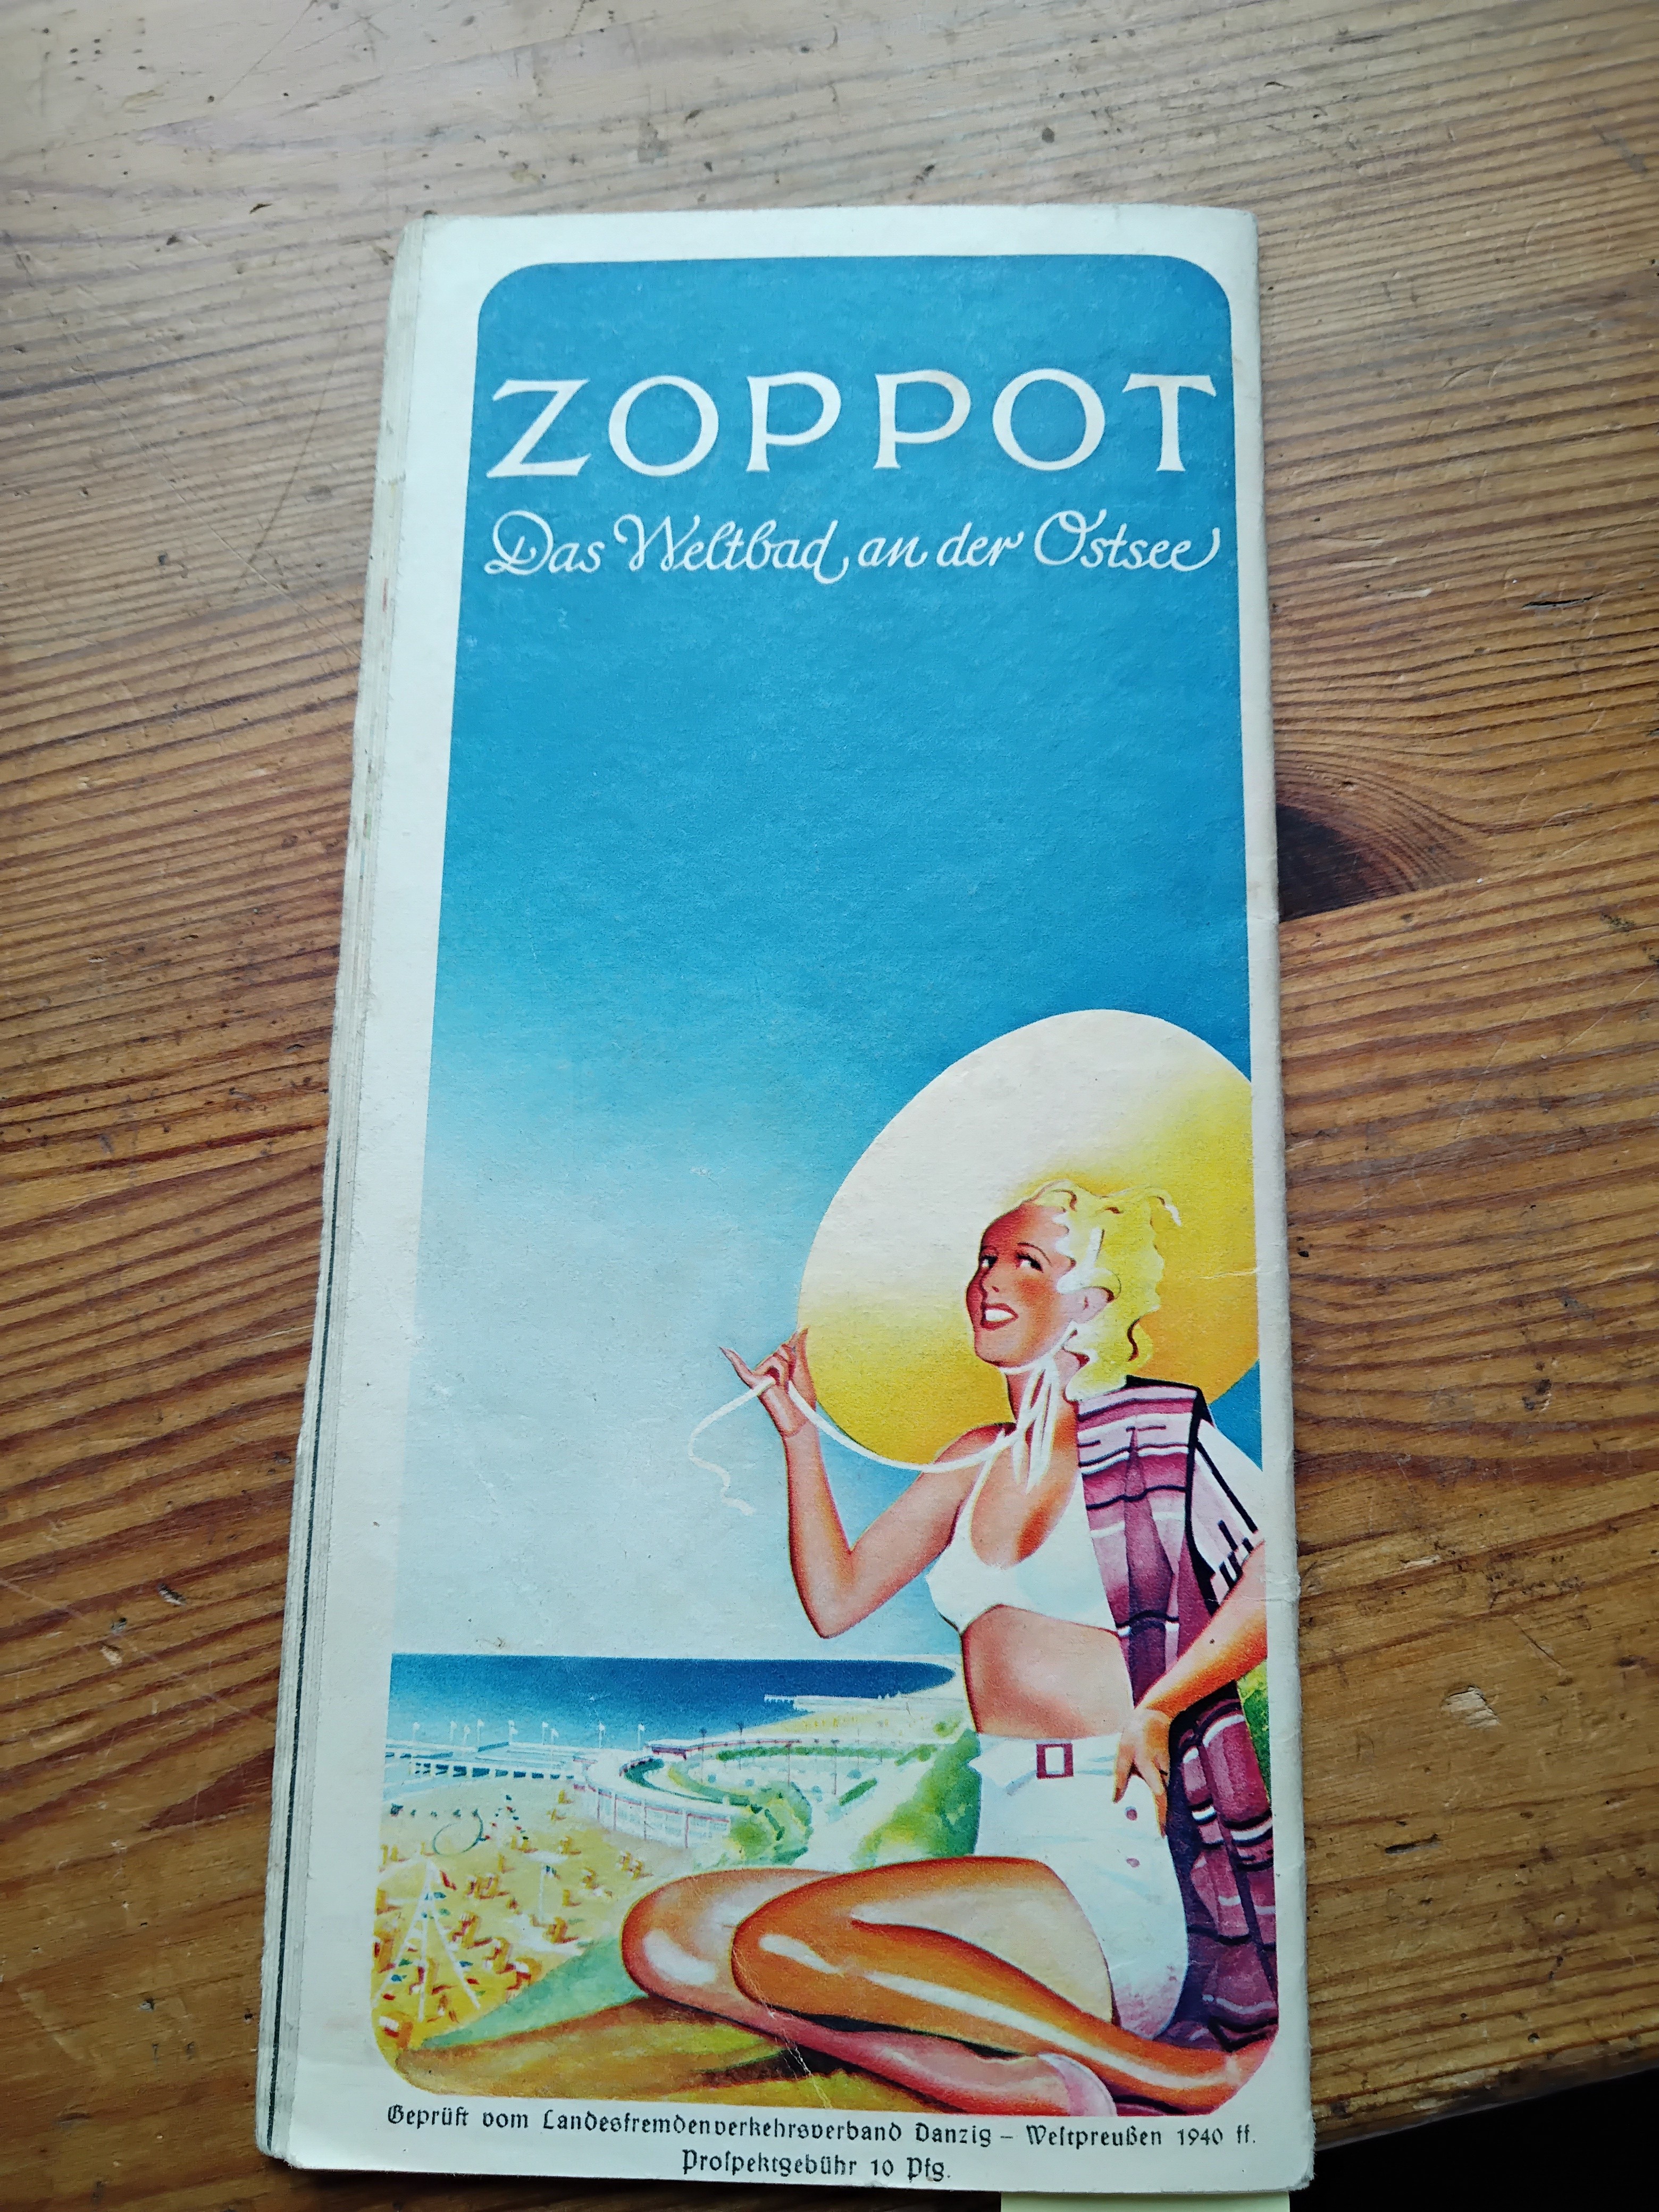 ZOPPOT
Das Weltbad an der Ostsee
Geprüft vom Landesfremdenverkehrsverband Danzig – Weſtpreußen 1940 ff.
Proſpektgebühr 10 Pfg.